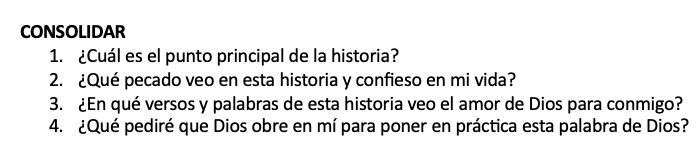 CONSOLIDAR
1. ¿Cuál es el punto principal de la historia?
2. ¿Qué pecado veo en esta historia y confieso en mi vida?
3. ¿En qué versos y palabras de esta historia veo el amor de Dios para conmigo?
4. ¿Qué pediré que Dios obre en mí para poner en práctica esta palabra de Dios?